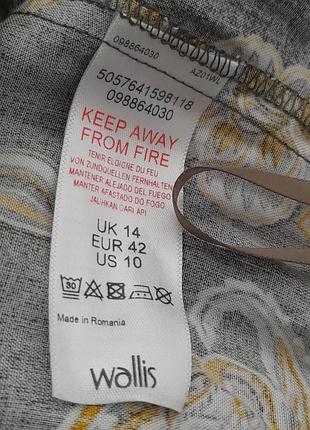 098864030
AZ01WL
5057641598118
098864030
KEEP AWAY
FROM FIRE
TENIR ELOIGNE DU FEU
VON ZUNDQUELLEN FERNHALTEN
MANTENER ALEJADO DEL FUEGO
MANTER AFASTADO DO FOGO
JAUHKAN DARI API
UK 14
EUR 42
US 10
30
Made in Romania
wallis